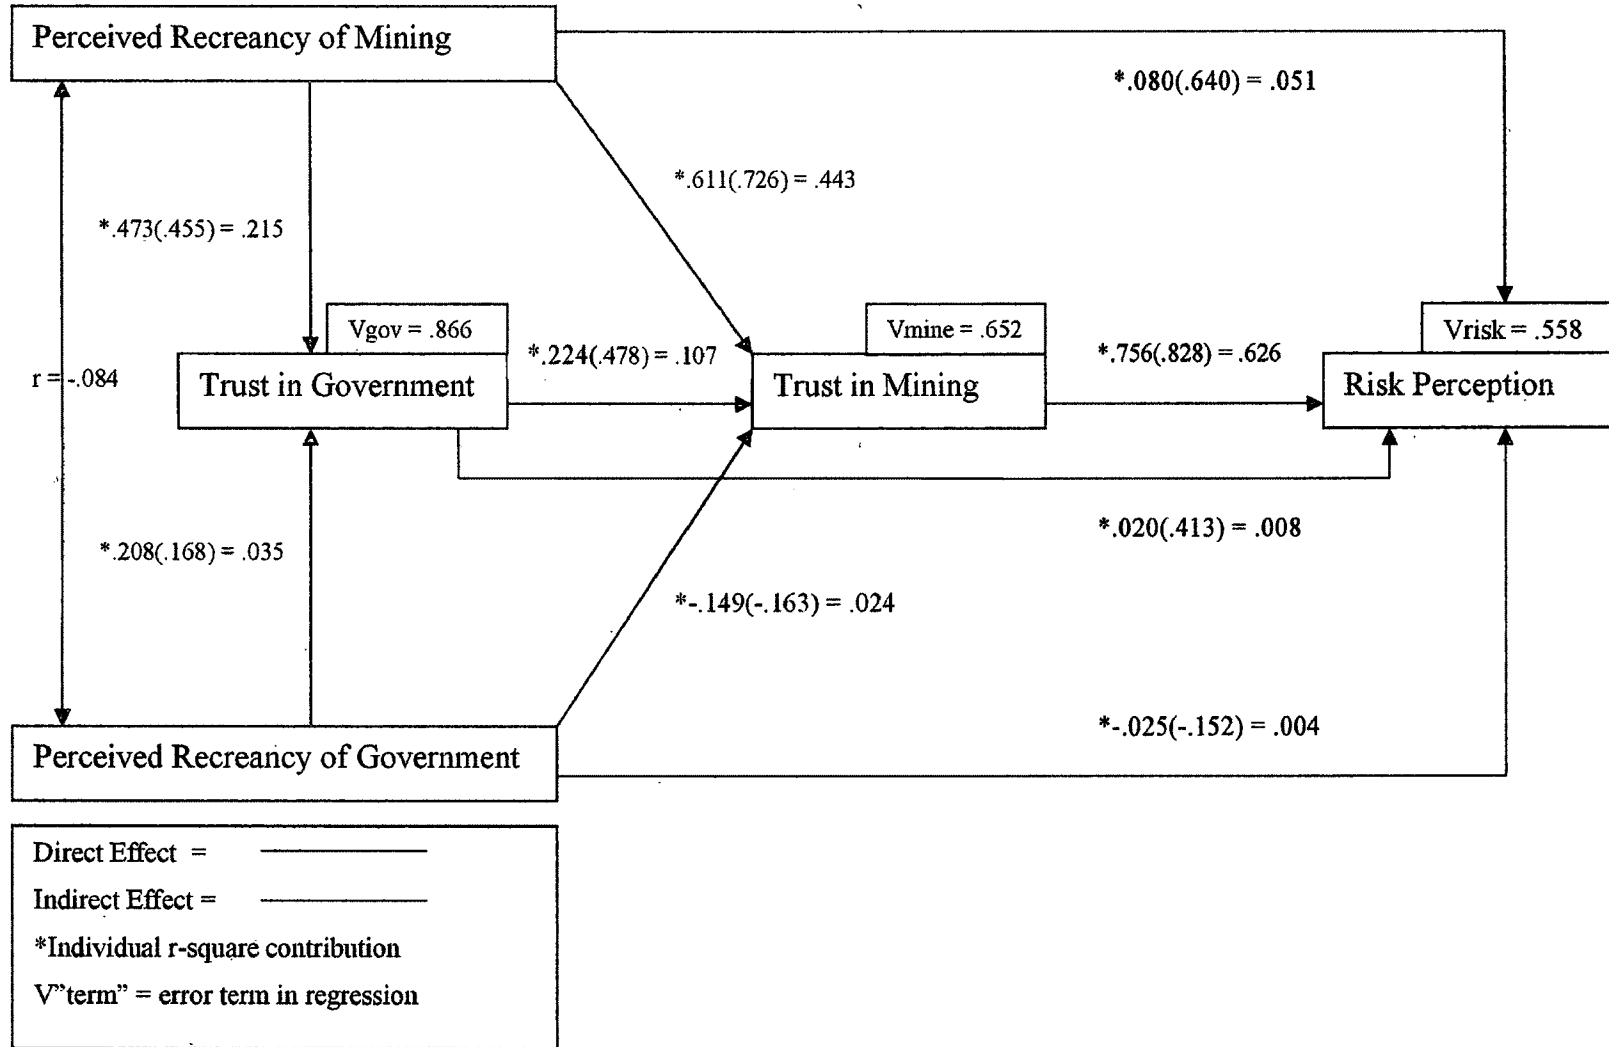 Perceived Recreancy of Mining
*.080(.640) = .051
*.611(.726) = .443
*.473(.455) = .215
Vgov = .866
Vmine = .652
Vrisk = .558
*.224(.478) = .107
*.756(.828) = .626
r = -.084
Trust in Government
Trust in Mining
Risk Perception
*.020(.413) = .008
*.208(.168) = .035
*-.149(-.163) = .024
*-.025(-.152) = .004
Perceived Recreancy of Government
Direct Effect =
Indirect Effect =
*Individual r-square contribution
V”term” = error term in regression